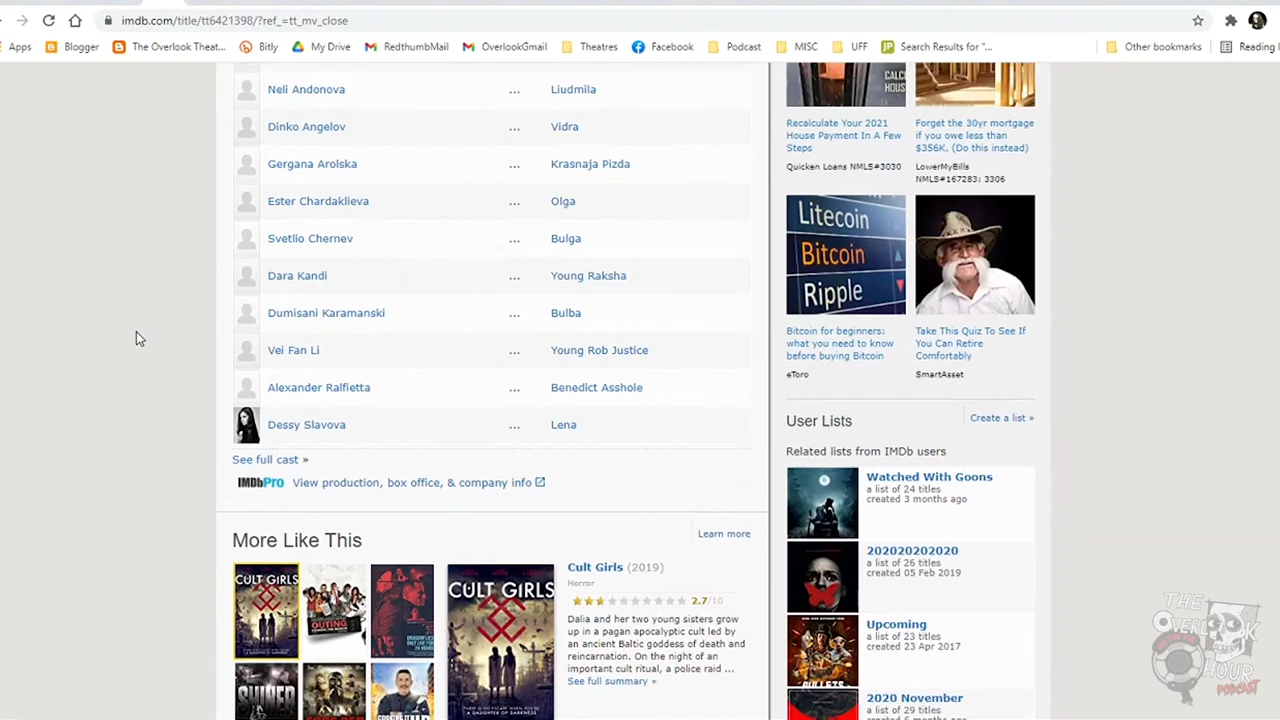 imdb.com/title/tt6421398/?ref_=tt_mv_close
Apps
Blogger
The Overlook Theat...
Bitly
My Drive
RedthumbMail
OverlookGmail
Theatres
Facebook
Podcast
MISC
UFF
Search Results for "...
Other bookmarks
Reading l
Neli Andonova ... Liudmila
Dinko Angelov ... Vidra
Gergana Arolska ... Krasnaja Pizda
Ester Chardaklieva ... Olga
Svetlio Chernev ... Bulga
Dara Kandi ... Young Raksha
Dumisani Karamanski ... Bulba
Vei Fan Li ... Young Rob Justice
Alexander Ralfietta ... Benedict Asshole
Dessy Slavova ... Lena
See full cast »
IMDbPro View production, box office, & company info
More Like This
Learn more
CULT GIRLS
OUTING
CULT GIRLS
Cult Girls (2019)
Horror
2.7/10
Dalia and her two young sisters grow
up in a pagan apocalyptic cult led by
an ancient Baltic goddess of death and
reincarnation. On the night of an
important cult ritual, a police raid ...
See full summary »
CALC
HOUS
Recalculate Your 2021
House Payment In A Few
Steps
Quicken Loans NMLS#3030
Forget the 30yr mortgage
if you owe less than
$356K. (Do this instead)
LowerMyBills
NMLS#167283; 3306
Litecoin
Bitcoin
Ripple
Bitcoin for beginners:
what you need to know
before buying Bitcoin
eToro
Take This Quiz To See If
You Can Retire
Comfortably
SmartAsset
User Lists
Create a list »
Related lists from IMDb users
Watched With Goons
a list of 24 titles
created 3 months ago
202020202020
a list of 26 titles
created 05 Feb 2019
Upcoming
a list of 23 titles
created 23 Apr 2017
2020 November
a list of 29 titles
THE
OVERLOOK
HOUR
PODCAST